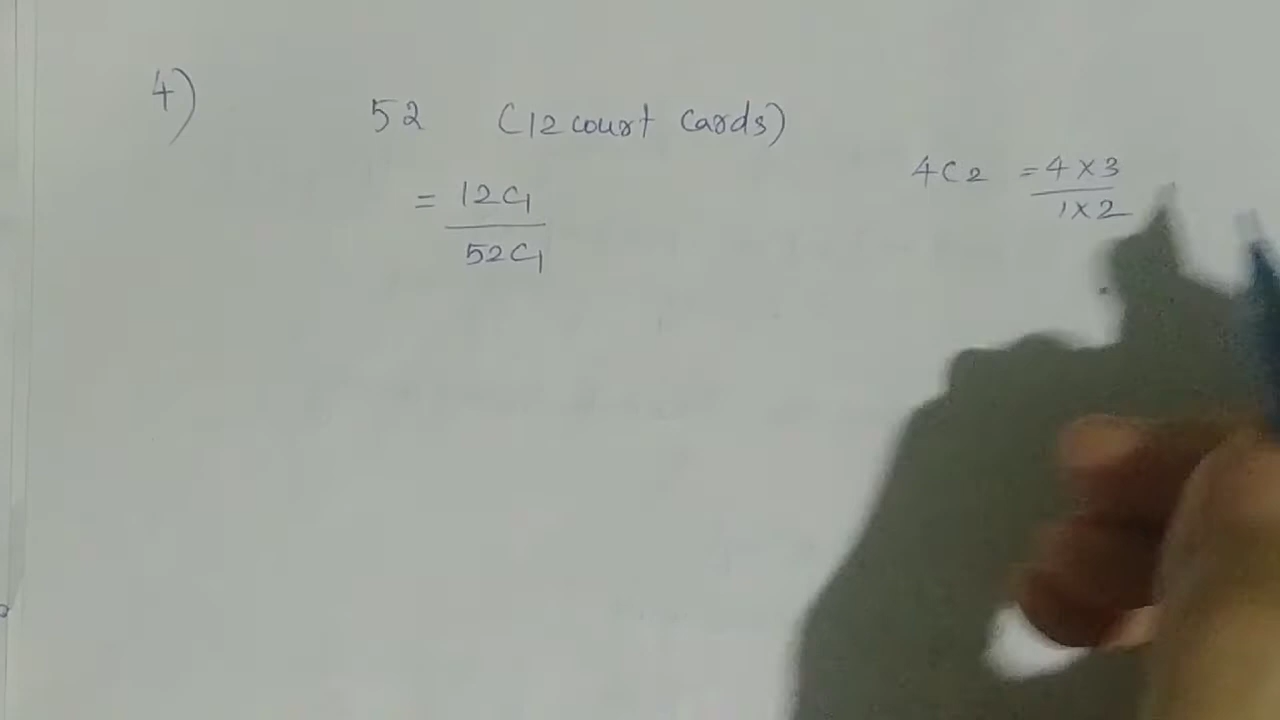 4)
52 (12 court cards)
= 12C1
52C1
4C2 = 4 × 3
1 × 2